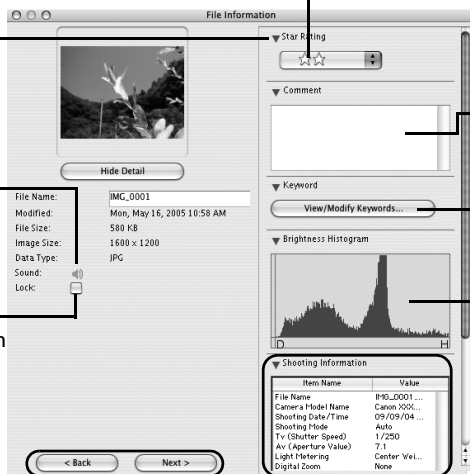 File Information
Hide Detail
File Name: IMG_0001
Modified: Mon, May 16, 2005 10:58 AM
File Size: 580 KB
Image Size: 1600 x 1200
Data Type: JPG
Sound:
Lock:
n
< Back Next >
Star Rating
Comment
Keyword
View/Modify Keywords...
Brightness Histogram
D H
Shooting Information
Item Name Value
File Name IMG_0001....
Camera Model Name Canon XXX...
Shooting Date/Time 09/09/04 ...
Shooting Mode Auto
Tv (Shutter Speed) 1/250
Av (Aperture Value) 7.1
Light Metering Center Wei...
Digital Zoom None